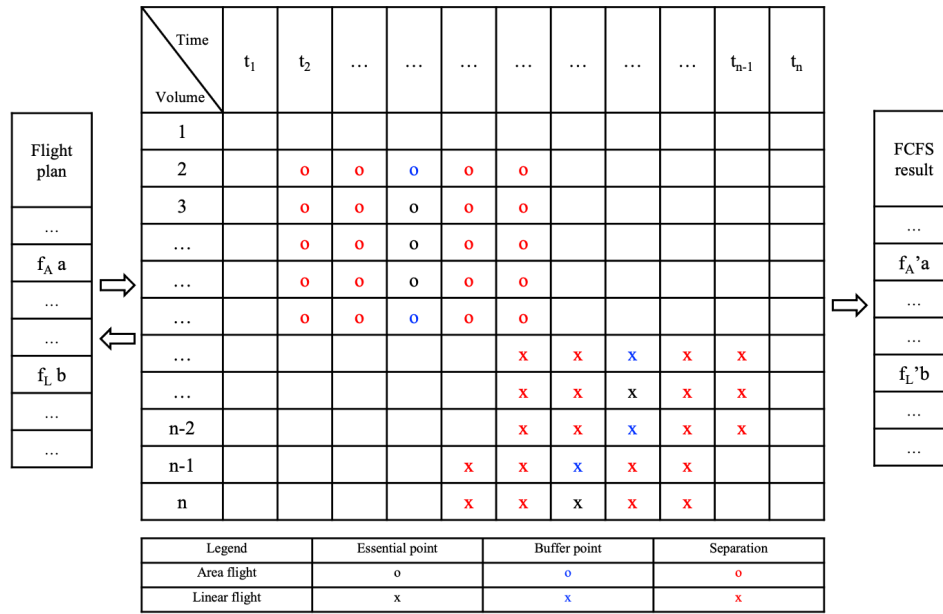 Time
Volume
t1 t2 … … … … … … … tn-1 tn
1
2 o o o o o
3 o o o o o
… o o o o o
… o o o o o
… o o o o o
… x x x x x
… x x x x x
n-2 x x x x x
n-1 x x x x x
n x x x x x
Flight
plan
…
fA a
…
…
fL b
…
…
FCFS
result
…
fA’a
…
…
fL’b
…
…
Legend Essential point Buffer point Separation
Area flight o o o
Linear flight x x x